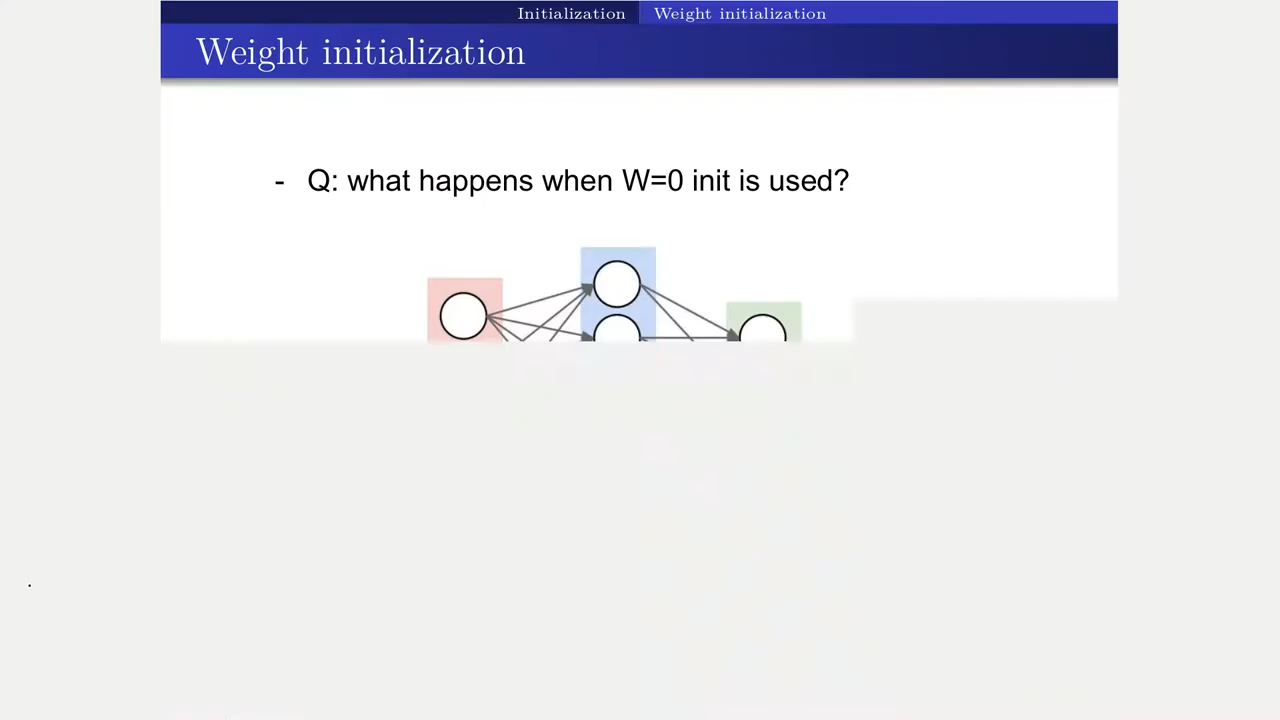 Initialization Weight initialization
Weight initialization
- Q: what happens when W=0 init is used?